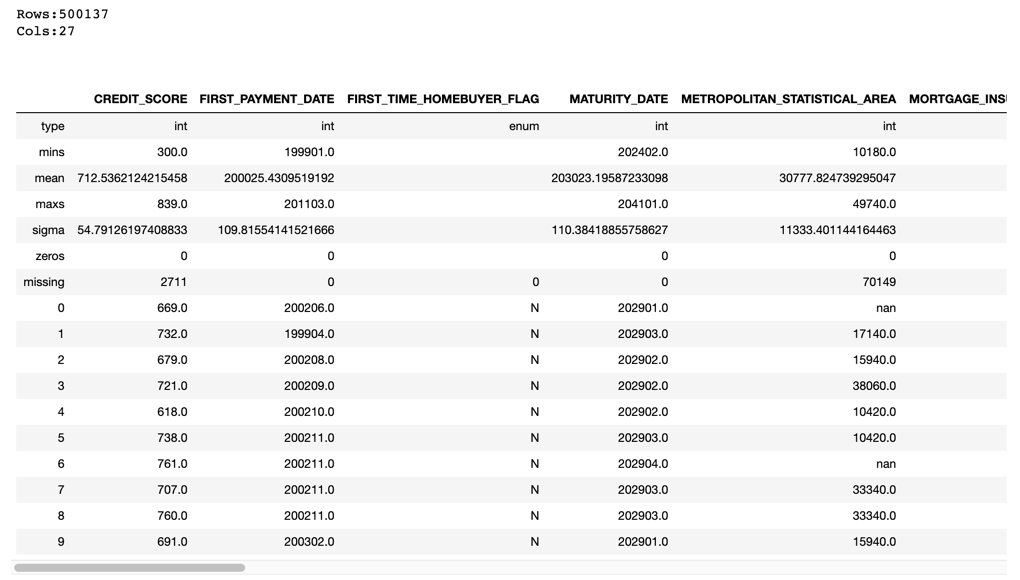 Rows:500137
Cols:27
CREDIT_SCORE FIRST_PAYMENT_DATE FIRST_TIME_HOMEBUYER_FLAG MATURITY_DATE METROPOLITAN_STATISTICAL_AREA MORTGAGE_INS
type int int enum int int
mins 300.0 199901.0 202402.0 10180.0
mean 712.5362124215458 200025.4309519192 203023.19587233098 30777.824739295047
maxs 839.0 201103.0 204101.0 49740.0
sigma 54.79126197408833 109.81554141521666 110.38418855758627 11333.401144164463
zeros 0 0 0 0
missing 2711 0 0 0 70149
0 669.0 200206.0 N 202901.0 nan
1 732.0 199904.0 N 202903.0 17140.0
2 679.0 200208.0 N 202902.0 15940.0
3 721.0 200209.0 N 202902.0 38060.0
4 618.0 200210.0 N 202902.0 10420.0
5 738.0 200211.0 N 202903.0 10420.0
6 761.0 200211.0 N 202904.0 nan
7 707.0 200211.0 N 202903.0 33340.0
8 760.0 200211.0 N 202903.0 33340.0
9 691.0 200302.0 N 202901.0 15940.0